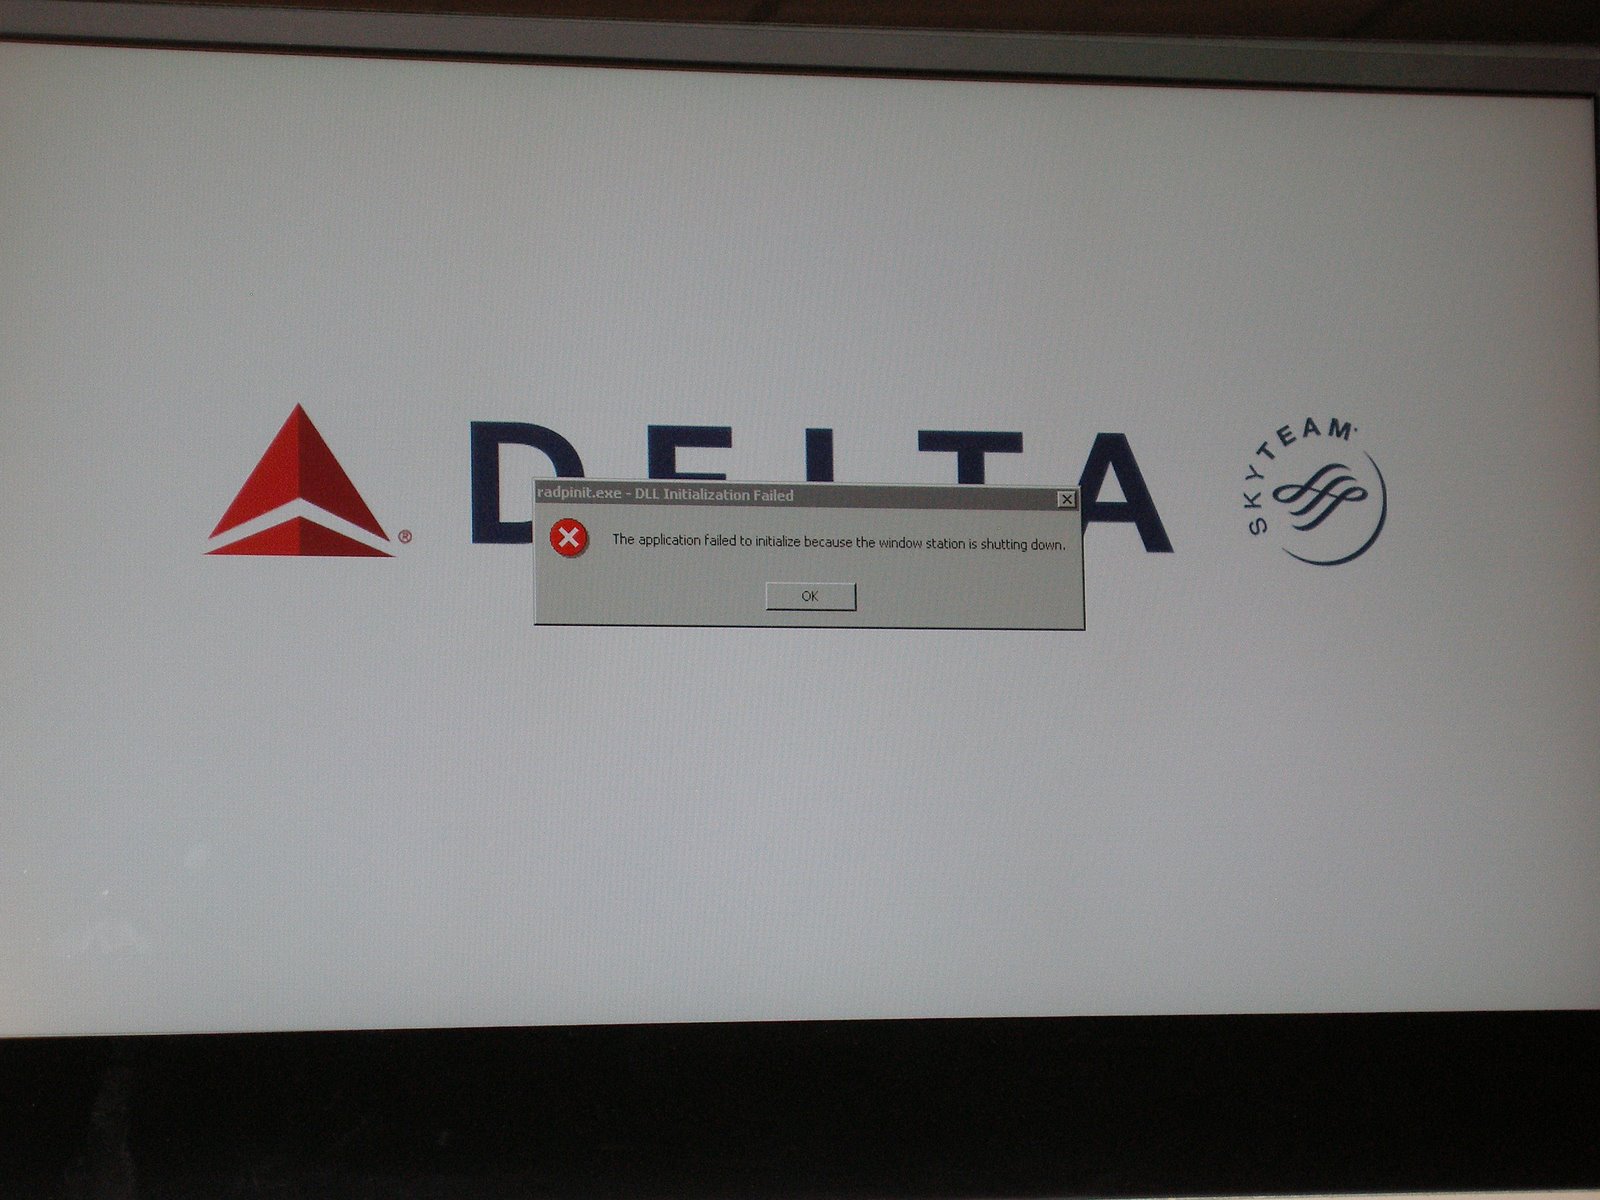 DELTA
SKYTEAM
®
radpinit.exe - DLL Initialization Failed
The application failed to initialize because the window station is shutting down.
OK